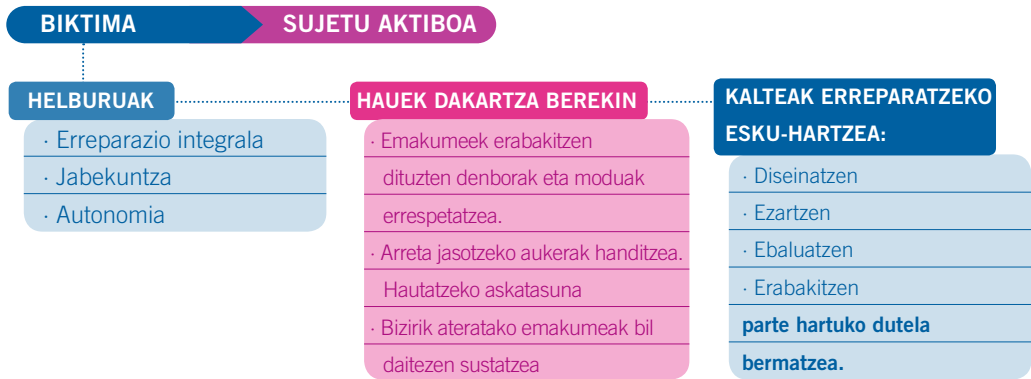 BIKTIMA
SUJETU AKTIBOA
HELBURUAK
· Erreparazio integrala
· Jabekuntza
· Autonomia
HAUEK DAKARTZA BEREKIN
· Emakumeek erabakitzen
dituzten denborak eta moduak
errespetatzea.
· Arreta jasotzeko aukerak handitzea.
Hautatzeko askatasuna
· Bizirik ateratako emakumeak bil
daitezen sustatzea
KALTEAK ERREPARATZEKO
ESKU-HARTZEA:
· Diseinatzen
· Ezartzen
· Ebaluatzen
· Erabakitzen
parte hartuko dutela
bermatzea.